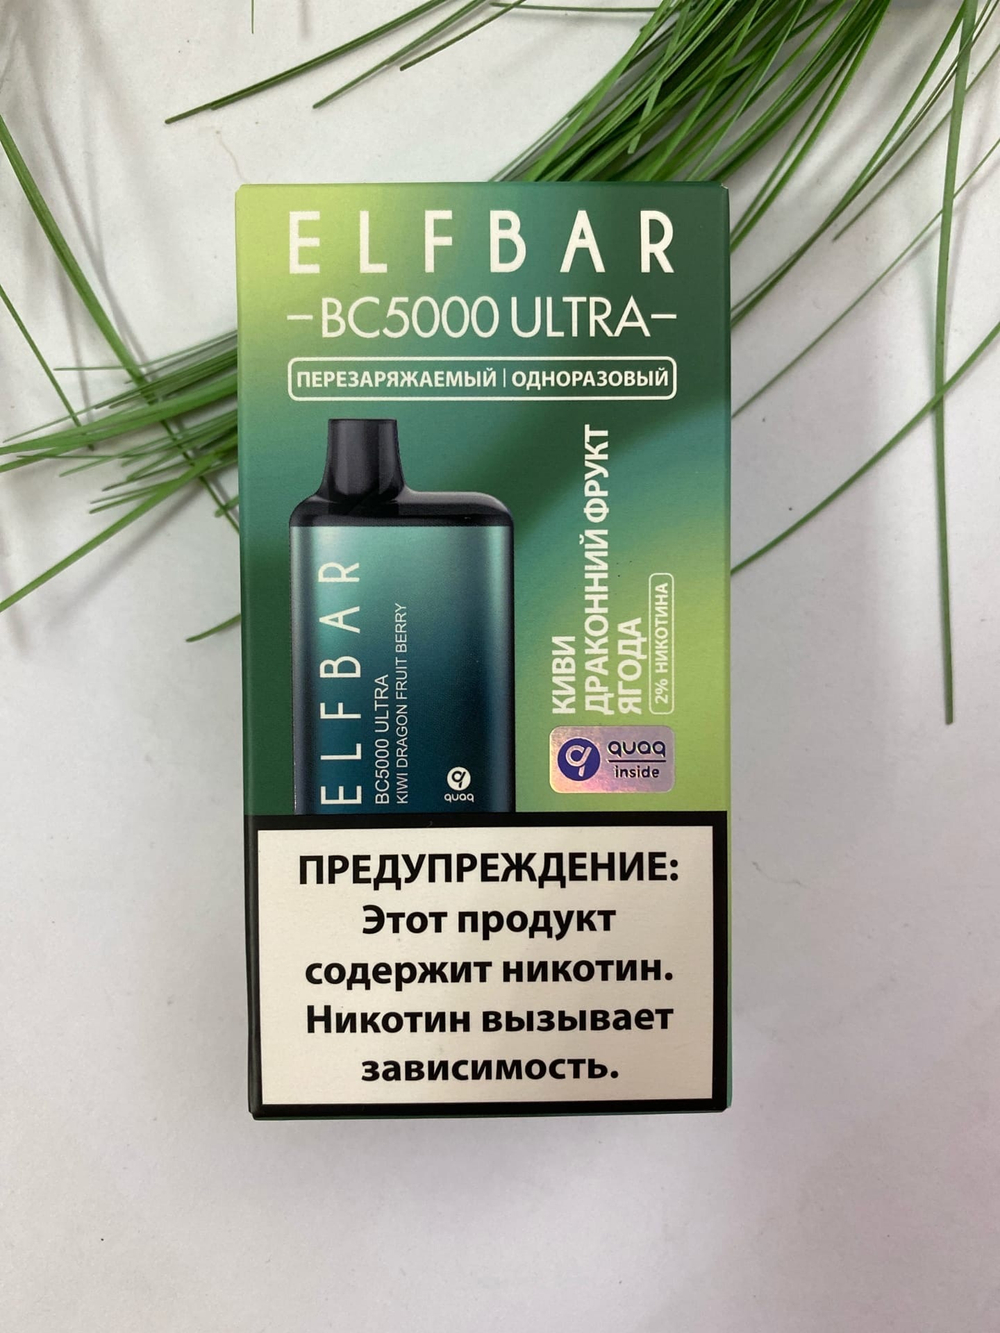 ELFBAR
BC5000 ULTRA
ПЕРЕЗАРЯЖАЕМЫЙ | ОДНОРАЗОВЫЙ
КИВИ
ДРАКОННИЙ ФРУКТ
ЯГОДА
2% НИКОТИНА
ELFBAR
BC5000 ULTRA
KIWI DRAGON FRUIT BERRY
quaq
quaq
inside
ПРЕДУПРЕЖДЕНИЕ:
Этот продукт
содержит никотин.
Никотин вызывает
зависимость.